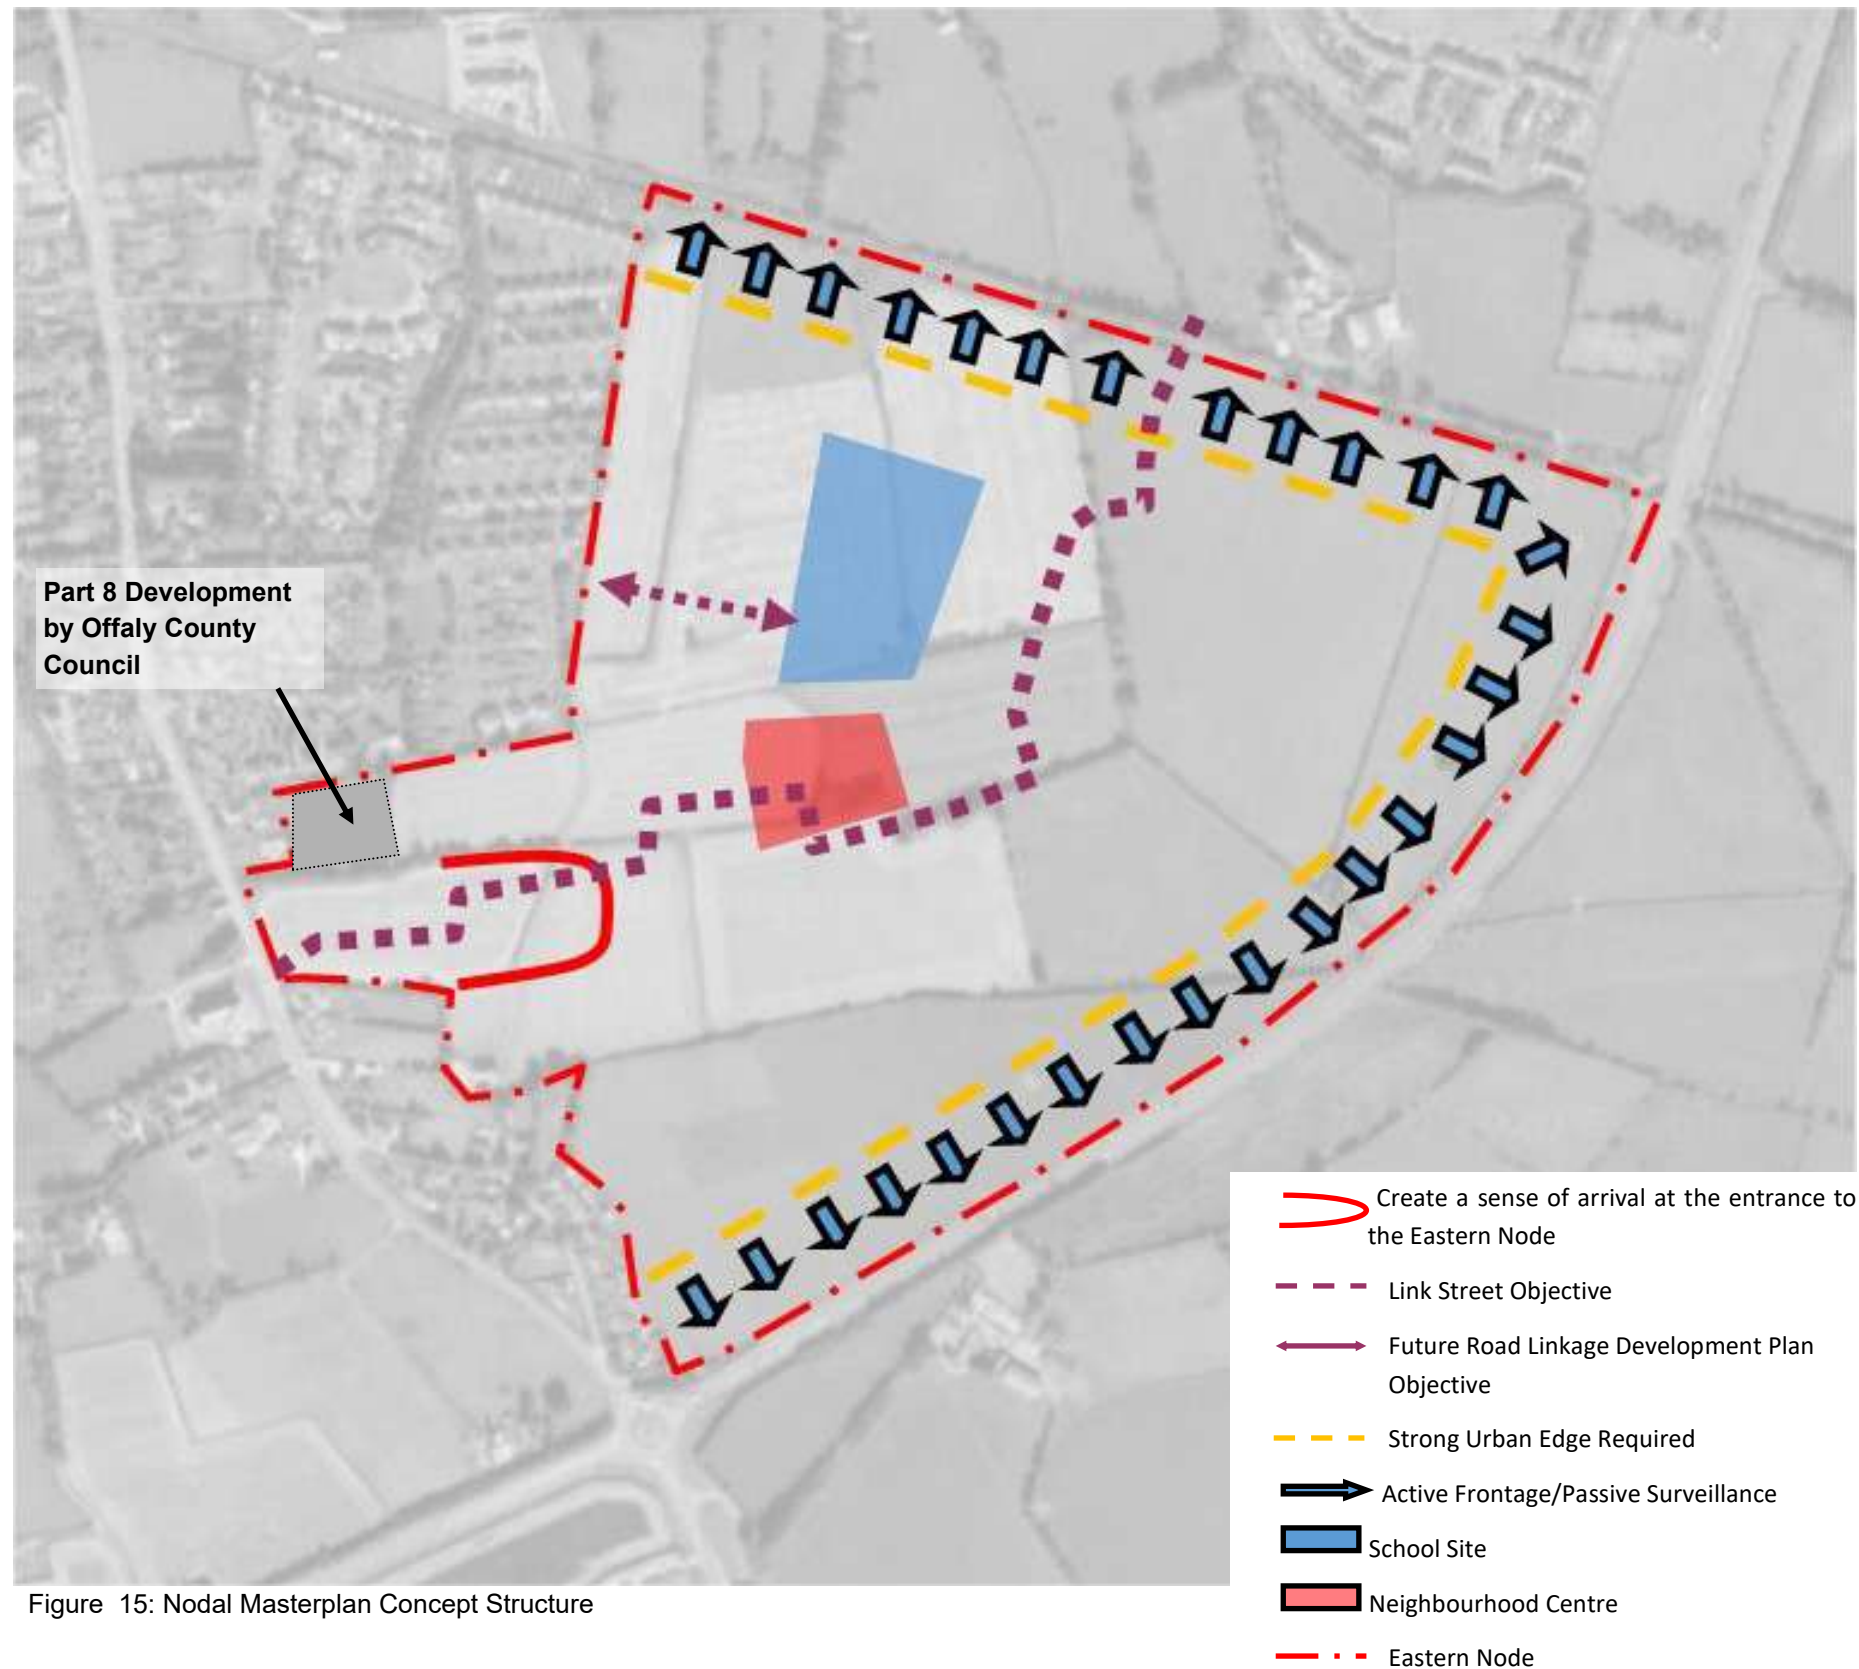 Part 8 Development
by Offaly County
Council
Create a sense of arrival at the entrance to
the Eastern Node
Link Street Objective
Future Road Linkage Development Plan
Objective
Strong Urban Edge Required
Active Frontage/Passive Surveillance
School Site
Neighbourhood Centre
Eastern Node
Figure 15: Nodal Masterplan Concept Structure